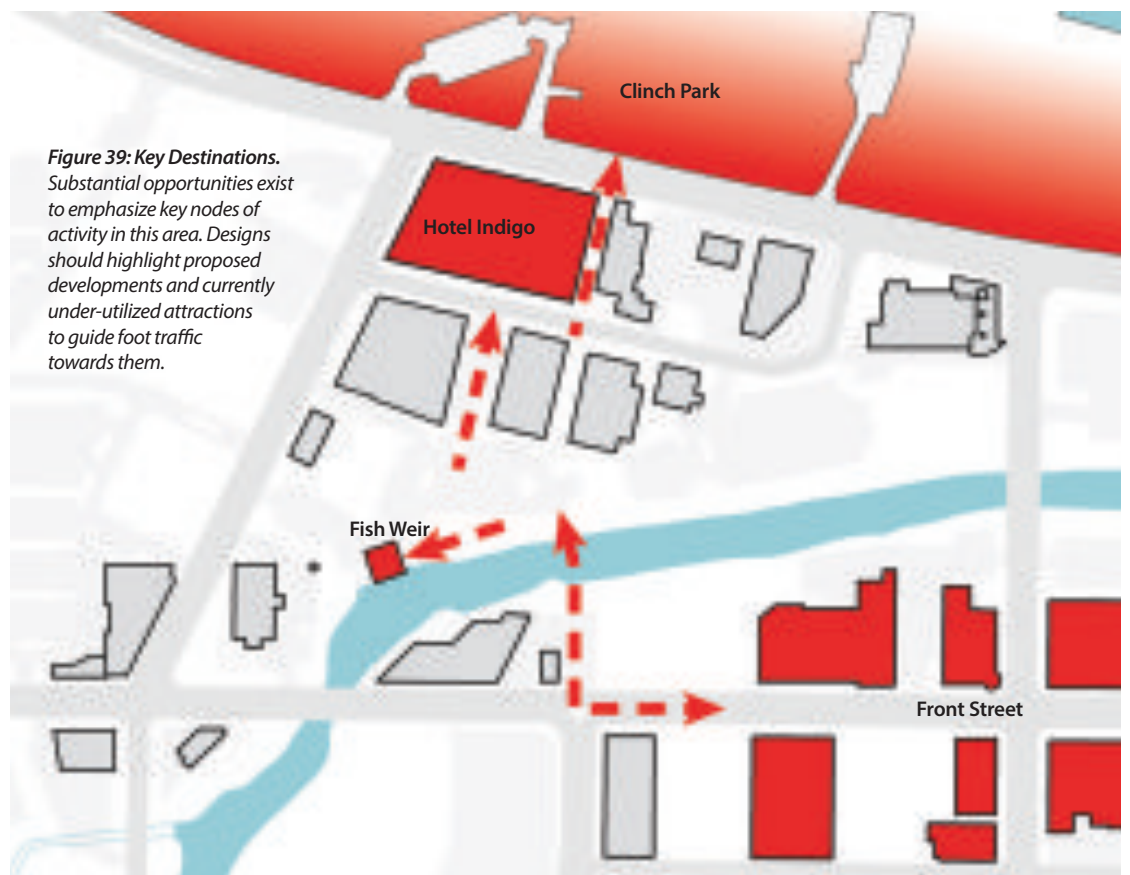 Clinch Park
Figure 39: Key Destinations.
Substantial opportunities exist
to emphasize key nodes of
activity in this area. Designs
should highlight proposed
developments and currently
under-utilized attractions
to guide foot traffic
towards them.
Hotel Indigo
Fish Weir
Front Street